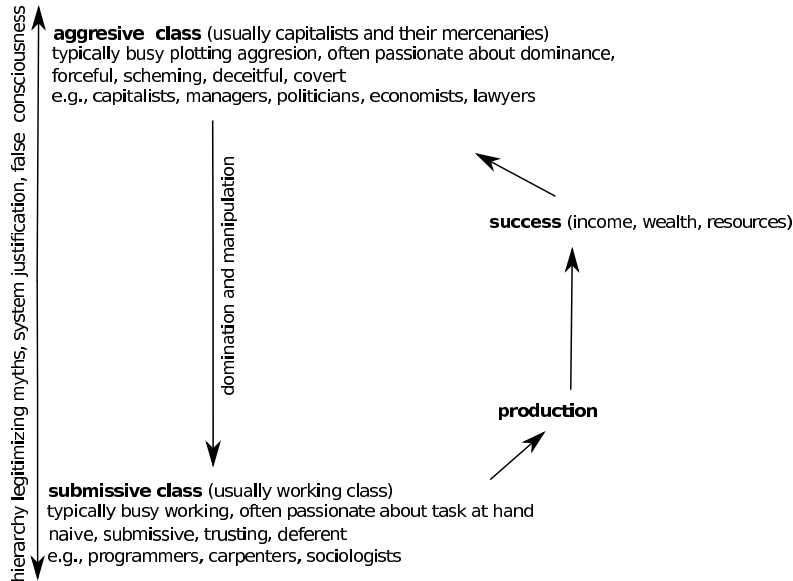 aggresive class (usually capitalists and their mercenaries)
typically busy plotting aggresion, often passionate about dominance,
forceful, scheming, deceitful, covert
e.g., capitalists, managers, politicians, economists, lawyers
hierarchy legitimizing myths, system justification, false consciousness
domination and manipulation
success (income, wealth, resources)
production
submissive class (usually working class)
typically busy working, often passionate about task at hand
naive, submissive, trusting, deferent
e.g., programmers, carpenters, sociologists